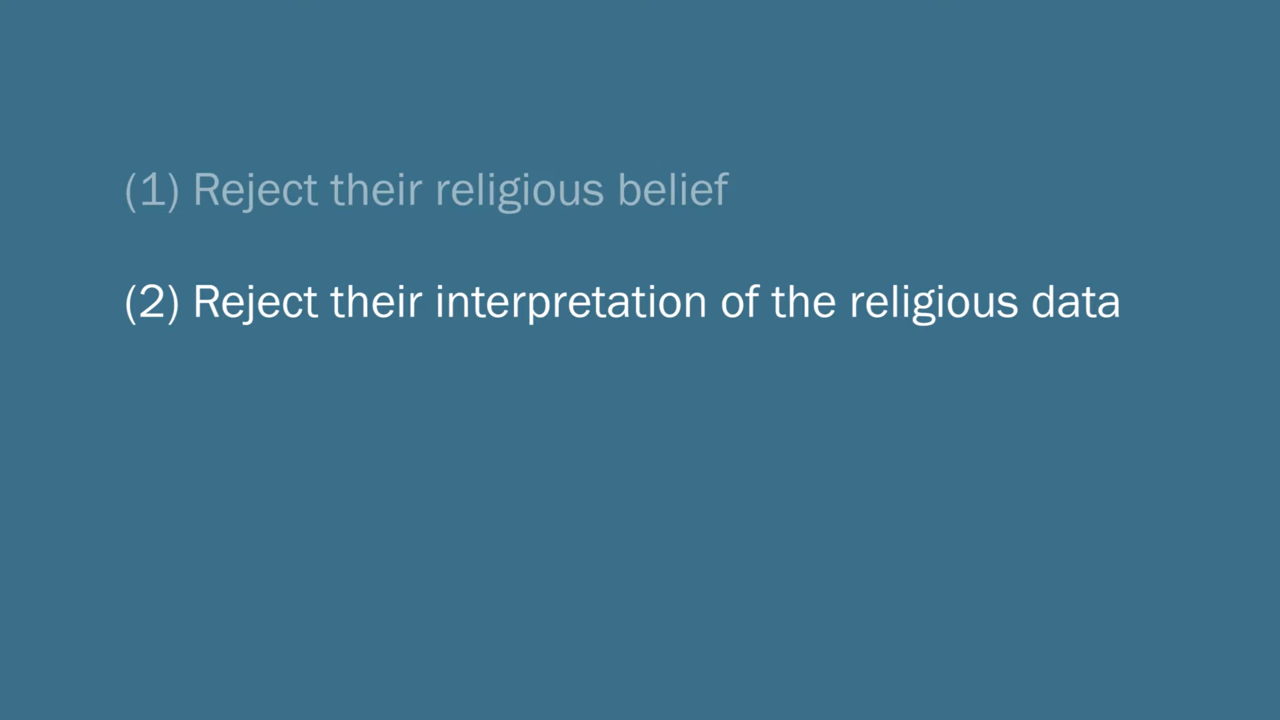 (1) Reject their religious belief
(2) Reject their interpretation of the religious data